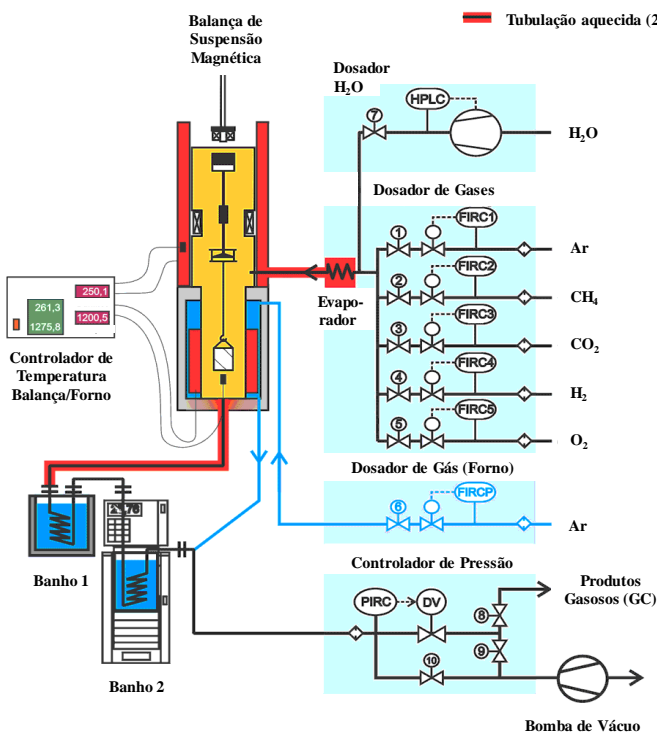 Tubulação aquecida (2
Balança de
Suspensão
Magnética
Dosador
H₂O
HPLC
7
H₂O
Dosador de Gases
1
FIRC1
Ar
2
FIRC2
CH₄
3
FIRC3
CO₂
4
FIRC4
H₂
5
FIRC5
O₂
Evapo-
rador
261,3
1275,8
250,1
1200,5
Controlador de
Temperatura
Balança/Forno
Dosador de Gás (Forno)
6
FIRCP
Ar
Banho 1
Banho 2
Controlador de Pressão
PIRC
DV
8
9
10
Produtos
Gasosos (GC)
Bomba de Vácuo